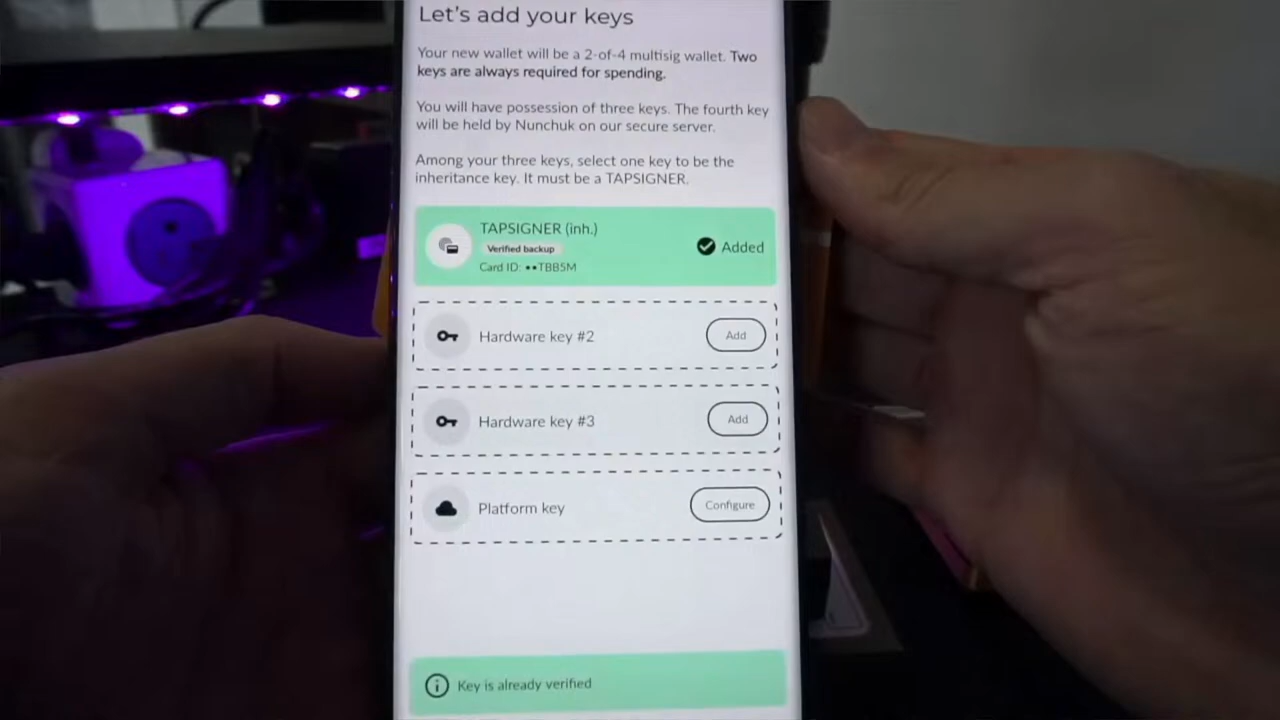 Let's add your keys
Your new wallet will be a 2-of-4 multisig wallet. Two
keys are always required for spending.
You will have possession of three keys. The fourth key
will be held by Nunchuk on our secure server.
Among your three keys, select one key to be the
inheritance key. It must be a TAPSIGNER.
TAPSIGNER (inh.)
Verified backup
Card ID: ••TBB5M
Added
Hardware key #2
Add
Hardware key #3
Add
Platform key
Configure
Key is already verified